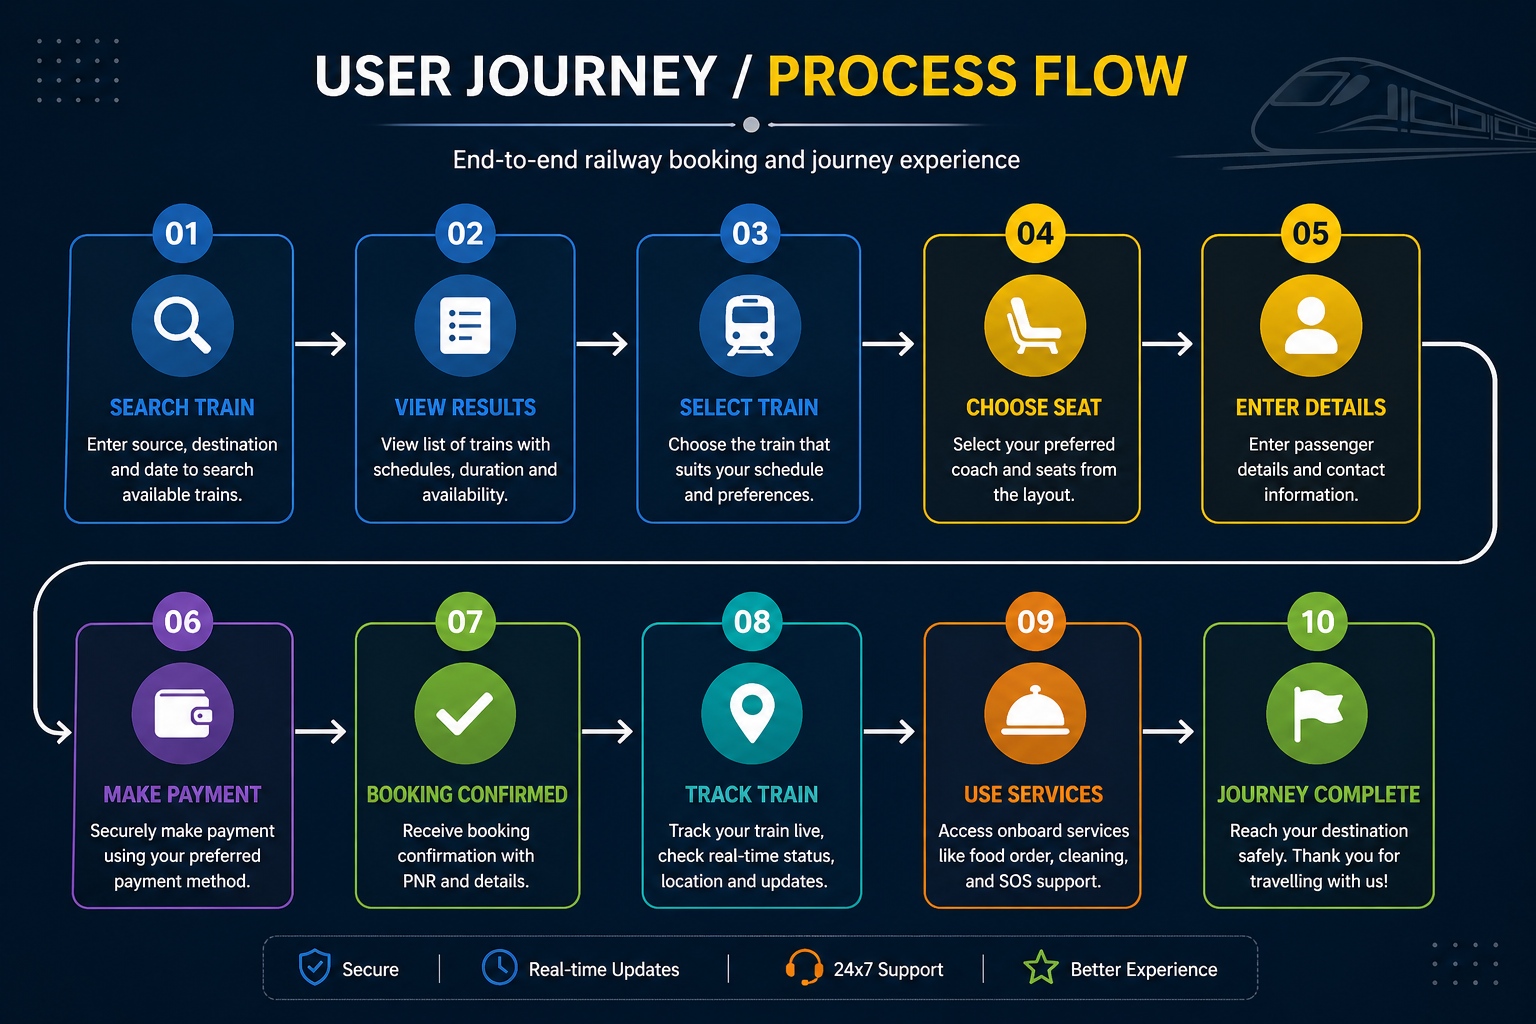 USER JOURNEY / PROCESS FLOW
End-to-end railway booking and journey experience
01
SEARCH TRAIN
Enter source, destination
and date to search
available trains.
02
VIEW RESULTS
View list of trains with
schedules, duration and
availability.
03
SELECT TRAIN
Choose the train that
suits your schedule
and preferences.
04
CHOOSE SEAT
Select your preferred
coach and seats from
the layout.
05
ENTER DETAILS
Enter passenger
details and contact
information.
06
MAKE PAYMENT
Securely make payment
using your preferred
payment method.
07
BOOKING CONFIRMED
Receive booking
confirmation with
PNR and details.
08
TRACK TRAIN
Track your train live,
check real-time status,
location and updates.
09
USE SERVICES
Access onboard services
like food order, cleaning,
and SOS support.
10
JOURNEY COMPLETE
Reach your destination
safely. Thank you for
travelling with us!
Secure
Real-time Updates
24x7 Support
Better Experience